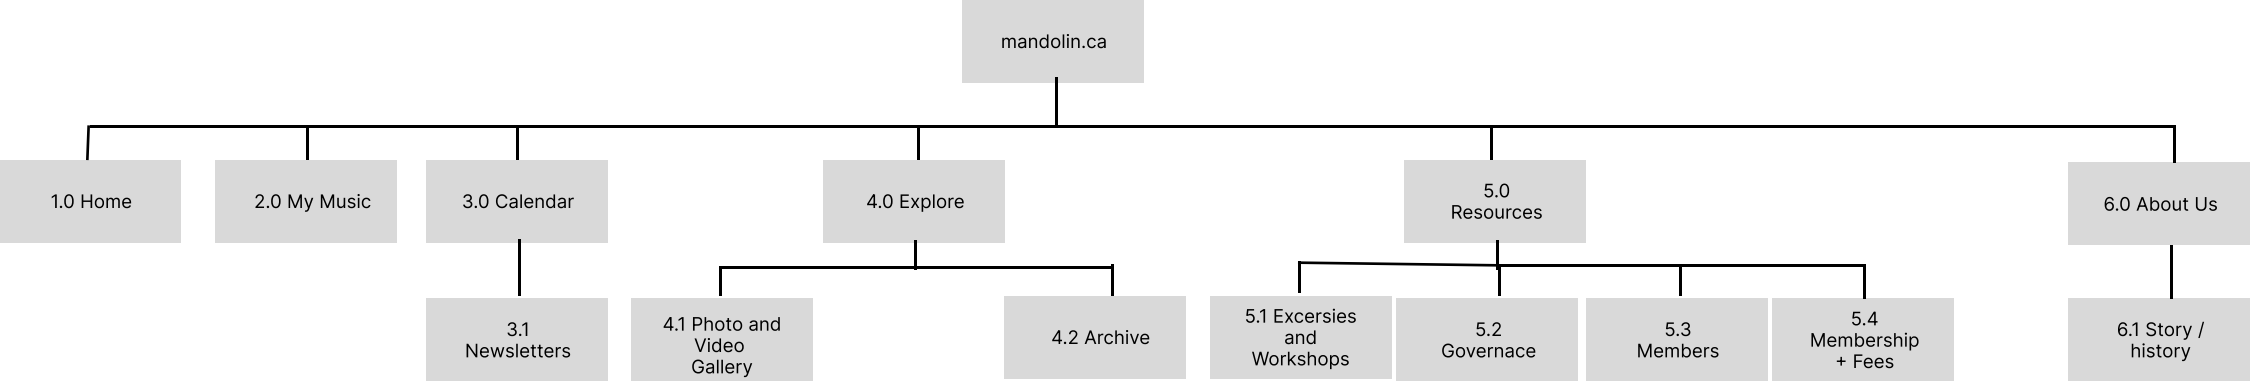 mandolin.ca
1.0 Home
2.0 My Music
3.0 Calendar
4.0 Explore
5.0
Resources
6.0 About Us
3.1
Newsletters
4.1 Photo and
Video
Gallery
4.2 Archive
5.1 Excersies
and
Workshops
5.2
Governace
5.3
Members
5.4
Membership
+ Fees
6.1 Story /
history